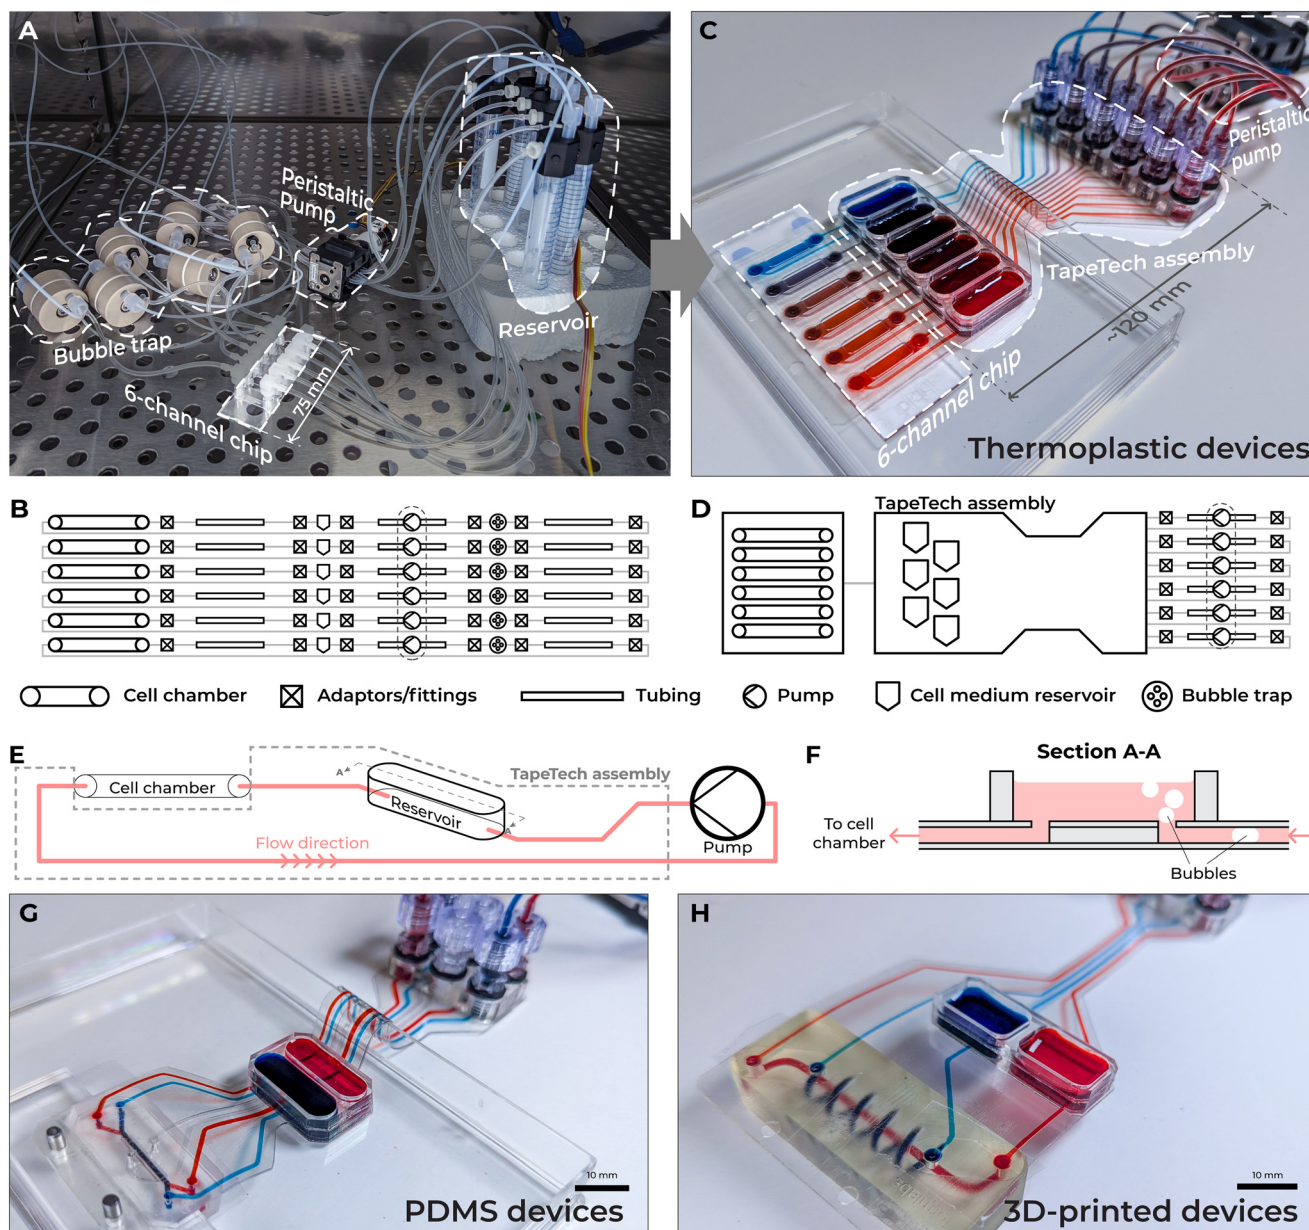 A
Peristaltic
Pump
Bubble trap
6-channel chip
75 mm
Reservoir
C
Peristaltic
pump
TapeTech assembly
~120 mm
6-channel chip
Thermoplastic devices
B
D
TapeTech assembly
Cell chamber
Adaptors/fittings
Tubing
Pump
Cell medium reservoir
Bubble trap
E
Cell chamber
A
Reservoir
A
TapeTech assembly
Flow direction
Pump
F
Section A-A
To cell
chamber
Bubbles
G
10 mm
PDMS devices
H
10 mm
3D-printed devices